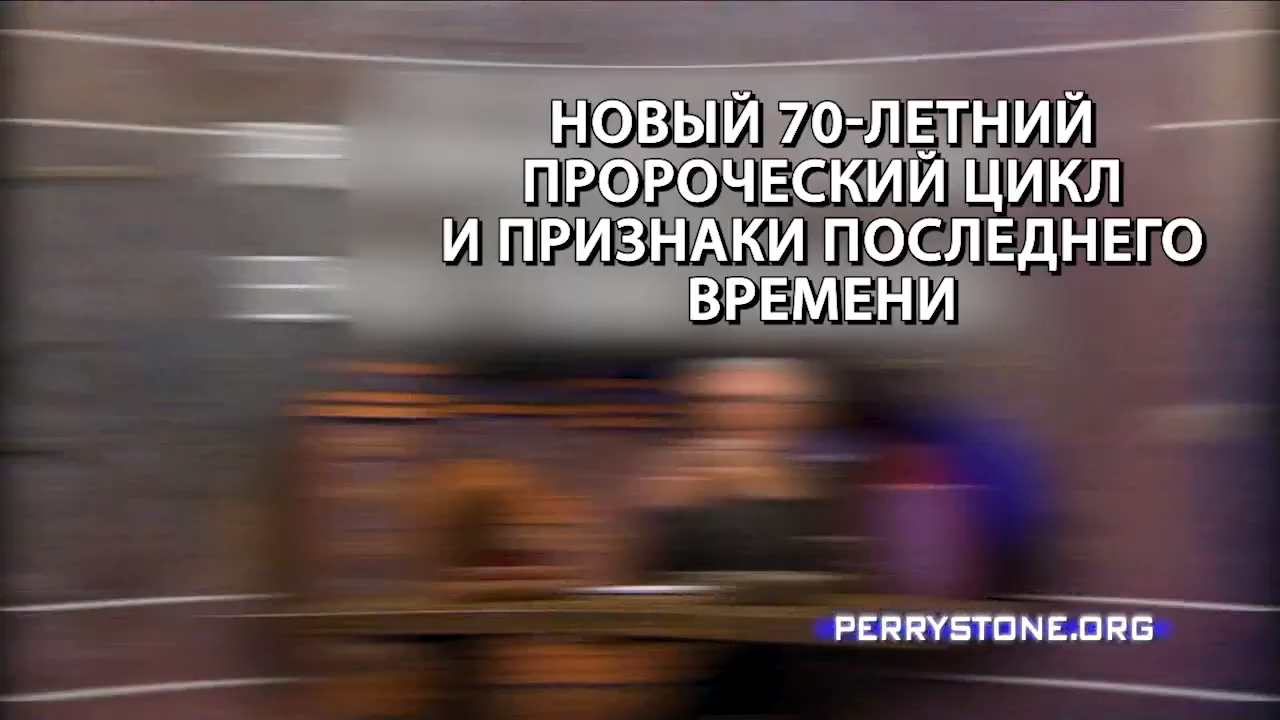 НОВЫЙ 70-ЛЕТНИЙ
ПРОРОЧЕСКИЙ ЦИКЛ
И ПРИЗНАКИ ПОСЛЕДНЕГО
ВРЕМЕНИ
PERRYSTONE.ORG